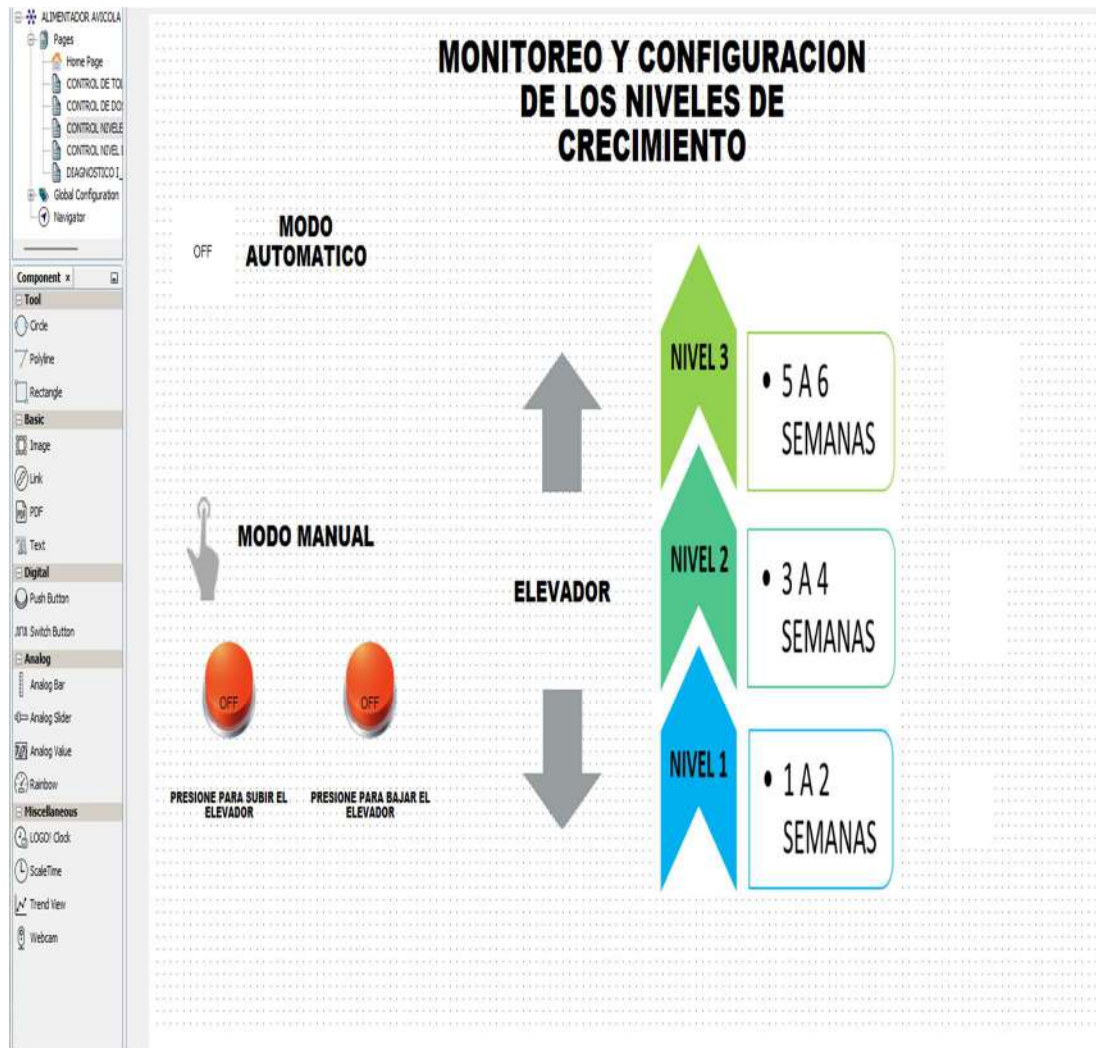 ALIMENTADOR AVICOLA
Pages
Home Page
CONTROL DE TOL
CONTROL DE DO
CONTROL NIVELE
CONTROL NIVEL
DIAGNOSTICO I_
Global Configuration
Navigator
Component x
Tool
Circle
Polyline
Rectangle
Basic
Image
Link
PDF
Text
Digital
Push Button
Switch Button
Analog
Analog Bar
Analog Slider
Analog Value
Rainbow
Miscellaneous
LOGO! Clock
ScaleTime
Trend View
Webcam
MONITOREO Y CONFIGURACION
DE LOS NIVELES DE
CRECIMIENTO
OFF
MODO
AUTOMATICO
MODO MANUAL
OFF
OFF
PRESIONE PARA SUBIR EL
ELEVADOR
PRESIONE PARA BAJAR EL
ELEVADOR
ELEVADOR
NIVEL 3
• 5 A 6
SEMANAS
NIVEL 2
• 3 A 4
SEMANAS
NIVEL 1
• 1 A 2
SEMANAS